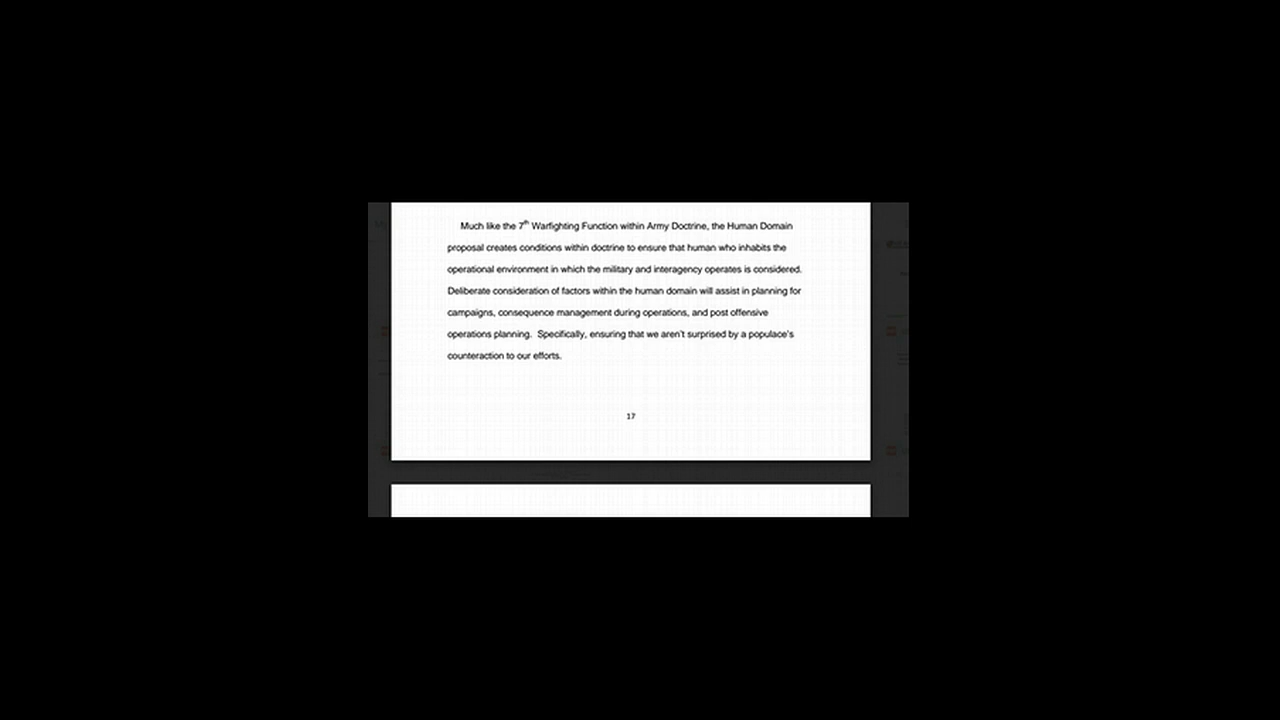 Much like the 7th Warfighting Function within Army Doctrine, the Human Domain
proposal creates conditions within doctrine to ensure that human who inhabits the
operational environment in which the military and interagency operates is considered.
Deliberate consideration of factors within the human domain will assist in planning for
campaigns, consequence management during operations, and post offensive
operations planning.  Specifically, ensuring that we aren't surprised by a populace's
counteraction to our efforts.
17